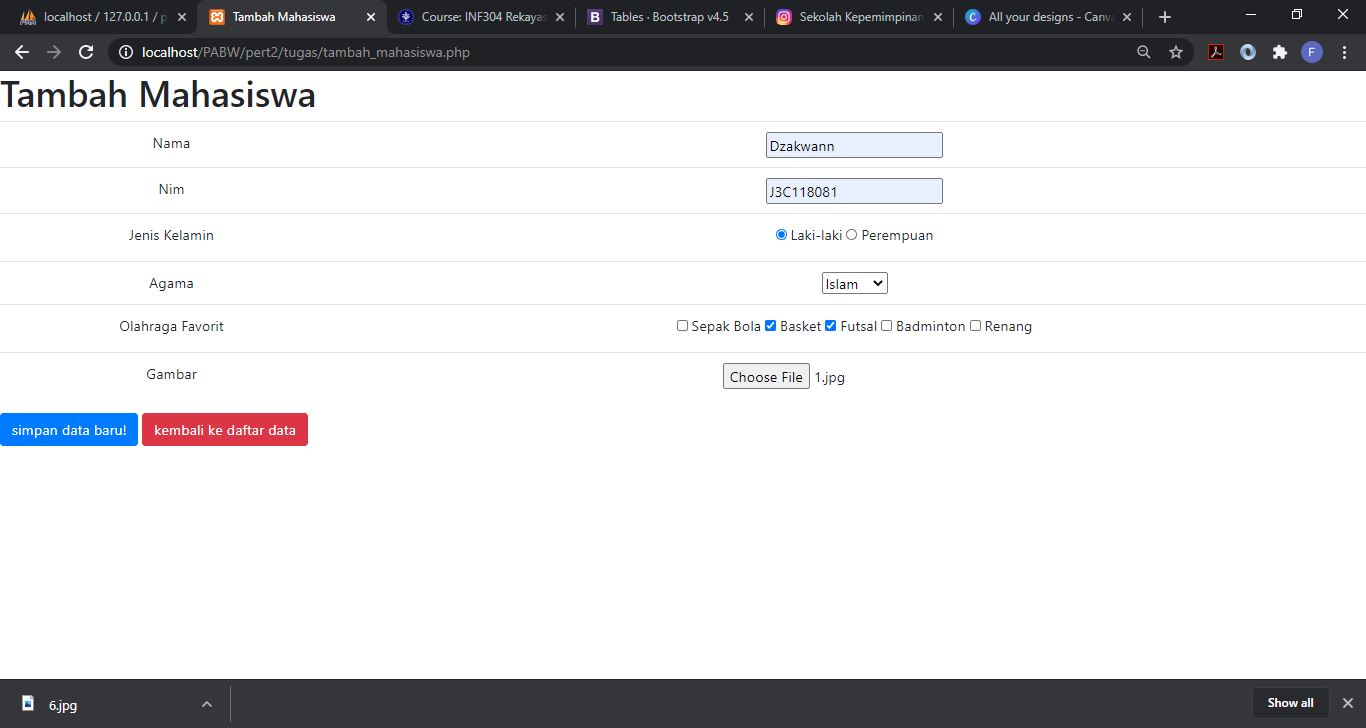 localhost / 127.0.0.1 / p
Tambah Mahasiswa
Course: INF304 Rekayas
Tables · Bootstrap v4.5
Sekolah Kepemimpinan
All your designs - Canva
localhost/PABW/pert2/tugas/tambah_mahasiswa.php
F
Tambah Mahasiswa
Nama Dzakwann
Nim J3C118081
Jenis Kelamin Laki-laki Perempuan
Agama Islam
Olahraga Favorit Sepak Bola Basket Futsal Badminton Renang
Gambar Choose File 1.jpg
simpan data baru! kembali ke daftar data
6.jpg Show all